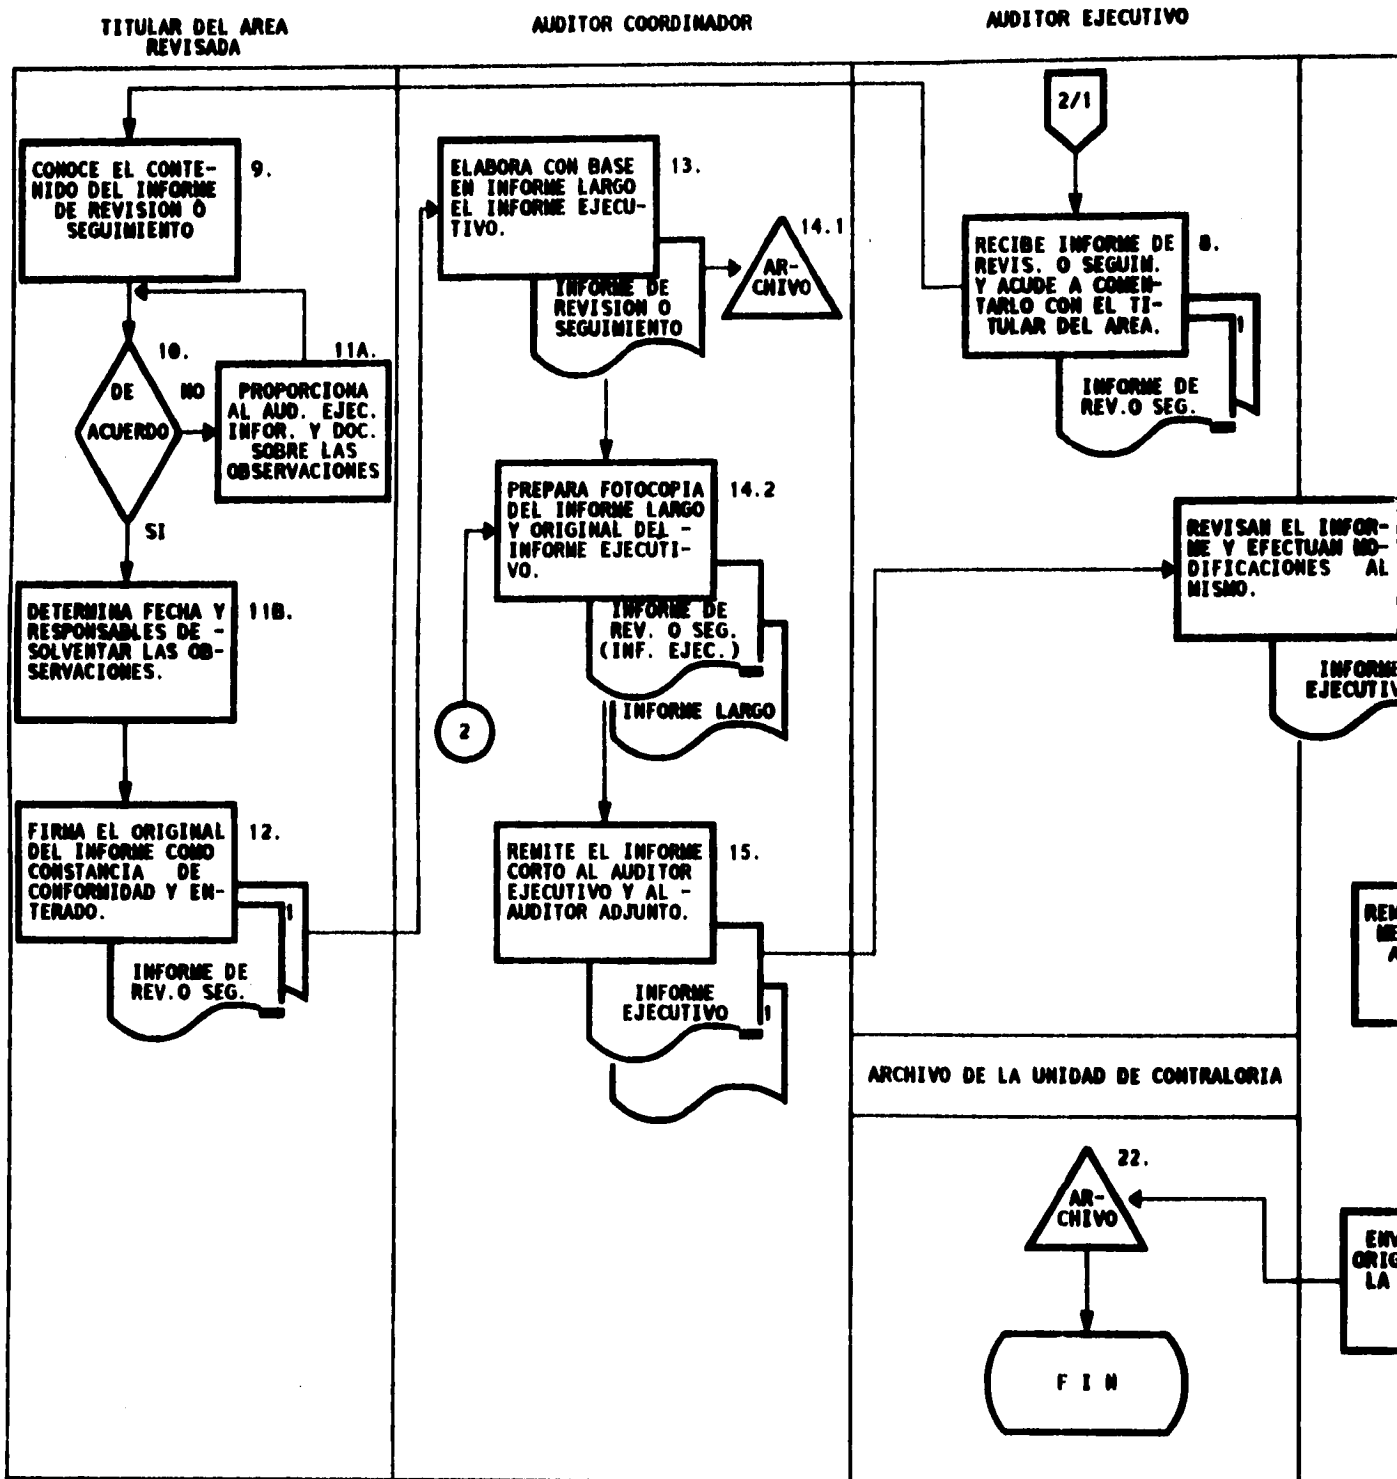 TITULAR DEL AREA
REVISADA
AUDITOR COORDINADOR
AUDITOR EJECUTIVO
2/1
CONOCE EL CONTE-
NIDO DEL INFORME
DE REVISION O
SEGUIMIENTO
9.
10.
DE
ACUERDO
NO
SI
11A.
PROPORCIONA
AL AUD. EJEC.
INFOR. Y DOC.
SOBRE LAS
OBSERVACIONES
DETERMINA FECHA Y
RESPONSABLES DE -
SOLVENTAR LAS OB-
SERVACIONES.
11B.
FIRMA EL ORIGINAL
DEL INFORME COMO
CONSTANCIA DE
CONFORMIDAD Y EN-
TERADO.
12.
1
INFORME DE
REV.O SEG.
ELABORA CON BASE
EN INFORME LARGO
EL INFORME EJECU-
TIVO.
13.
INFORME DE
REVISION O
SEGUIMIENTO
14.1
AR-
CHIVO
PREPARA FOTOCOPIA
DEL INFORME LARGO
Y ORIGINAL DEL -
INFORME EJECUTI-
VO.
14.2
INFORME DE
REV. O SEG.
(INF. EJEC.)
INFORME LARGO
2
REMITE EL INFORME
CORTO AL AUDITOR
EJECUTIVO Y AL -
AUDITOR ADJUNTO.
15.
INFORME
EJECUTIVO
1
RECIBE INFORME DE
REVIS. O SEGUIM.
Y ACUDE A COMEN-
TARLO CON EL TI-
TULAR DEL AREA.
8.
1
INFORME DE
REV.O SEG.
REVISAN EL INFOR-
ME Y EFECTUAN MO-
DIFICACIONES AL
MISMO.
INFORME
EJECUTIV
REM
ME
A
ARCHIVO DE LA UNIDAD DE CONTRALORIA
22.
AR-
CHIVO
ENV
ORIG
LA
F I N